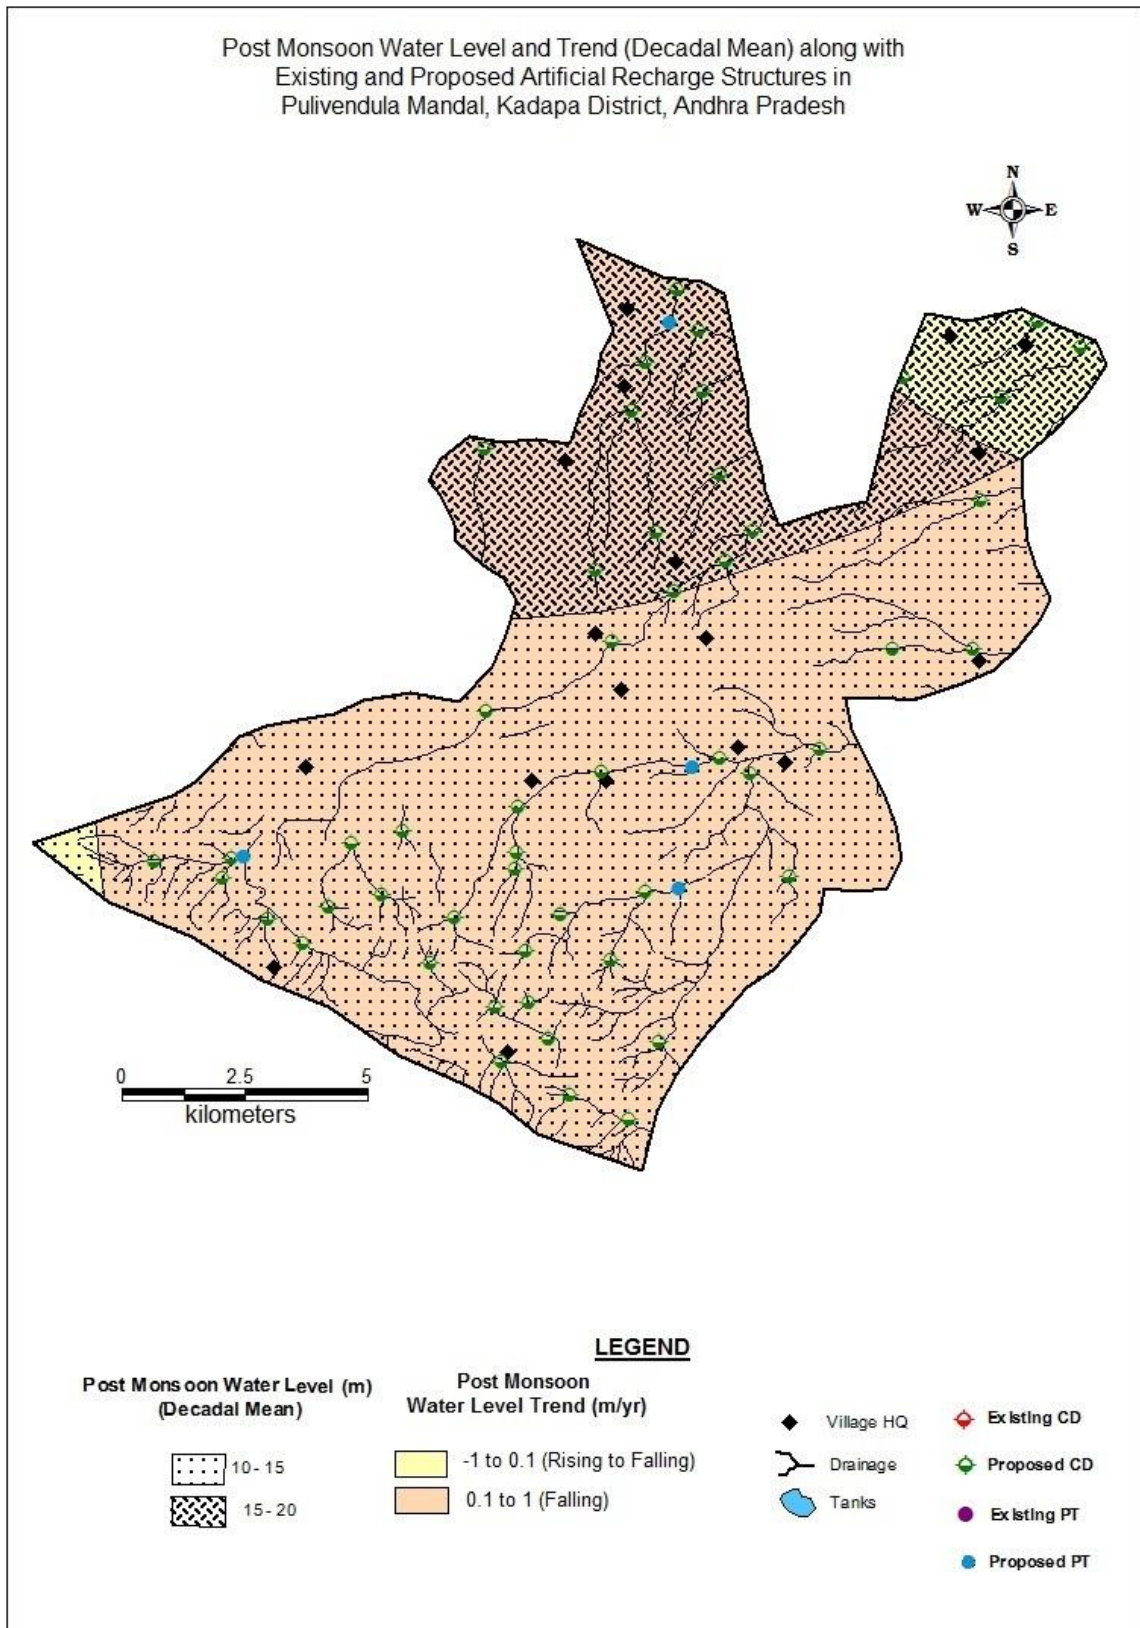 Post Monsoon Water Level and Trend (Decadal Mean) along with
Existing and Proposed Artificial Recharge Structures in
Pulivendula Mandal, Kadapa District, Andhra Pradesh
N
W E
S
0 2.5 5
kilometers
LEGEND
Post Monsoon Water Level (m)
(Decadal Mean)
10 - 15
15 - 20
Post Monsoon
Water Level Trend (m/yr)
-1 to 0.1 (Rising to Falling)
0.1 to 1 (Falling)
Village HQ
Drainage
Tanks
Existing CD
Proposed CD
Existing PT
Proposed PT